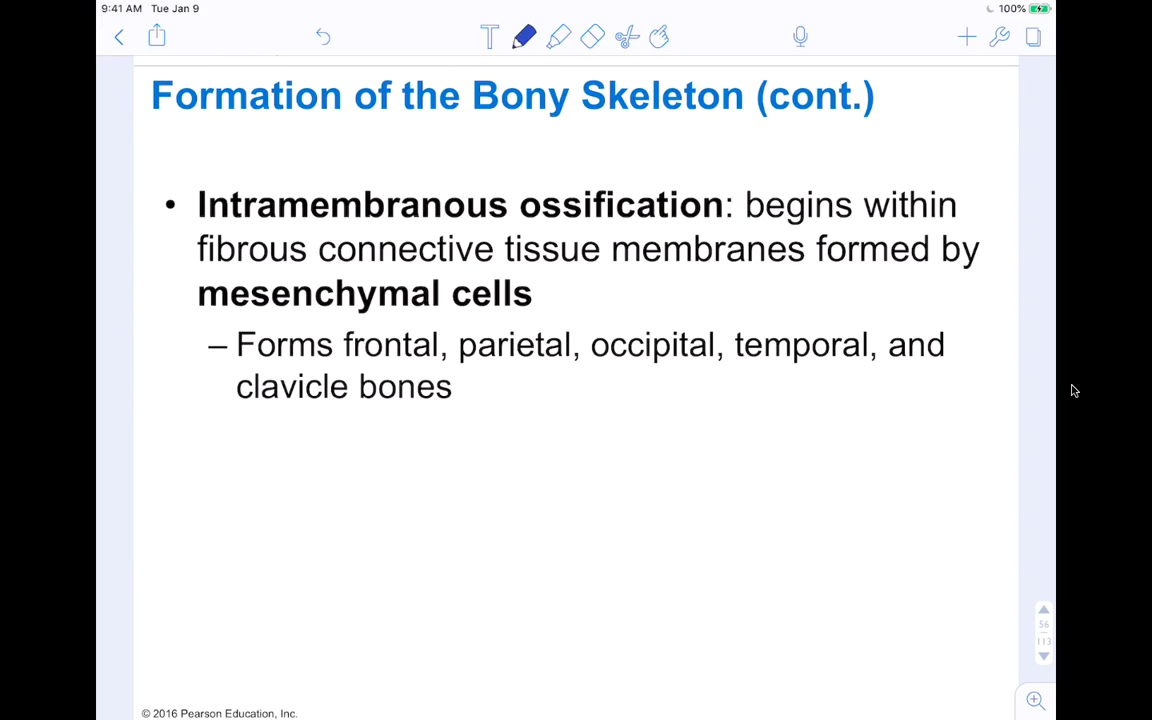 9:41 AM Tue Jan 9
100%
Formation of the Bony Skeleton (cont.)
• Intramembranous ossification: begins within
fibrous connective tissue membranes formed by
mesenchymal cells
– Forms frontal, parietal, occipital, temporal, and
clavicle bones
56
113
© 2016 Pearson Education, Inc.